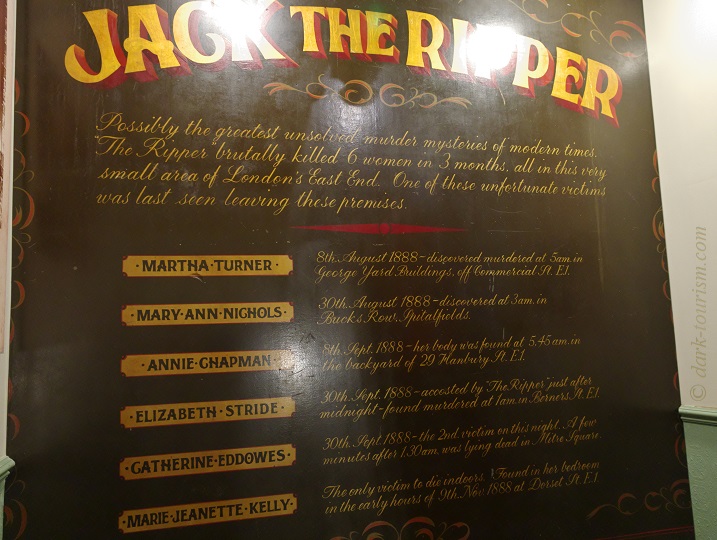 JACK THE RIPPER
Possibly the greatest unsolved murder mysteries of modern times.
The "Ripper" brutally killed 6 women in 3 months, all in this very
small area of London's East End. One of these unfortunate victims
was last seen leaving these premises.
·MARTHA·TURNER·
8th. August 1888~discovered murdered at 5am. in
George Yard Buildings, off Commercial St. E.1.
·MARY·ANN·NICHOLS·
30th. August 1888~discovered at 3am. in
Bucks Row, Spitalfields.
·ANNIE·CHAPMAN·
8th Sept. 1888~her body was found at 5.45am. in
the backyard of 29 Hanbury St. E.1.
·ELIZABETH·STRIDE·
30th. Sept. 1888~accosted by "The Ripper" just after
midnight~found murdered at 1am. in Berners St. E.1.
·CATHERINE·EDDOWES·
30th. Sept. 1888~the 2nd. victim on this night. A few
minutes after 1.30am. was lying dead in Mitre Square.
·MARIE·JEANETTE·KELLY·
The only victim to die indoors. Found in her bedroom
in the early hours of 9th. Nov. 1888 at Dorset St. E.1.
© dark-tourism.com